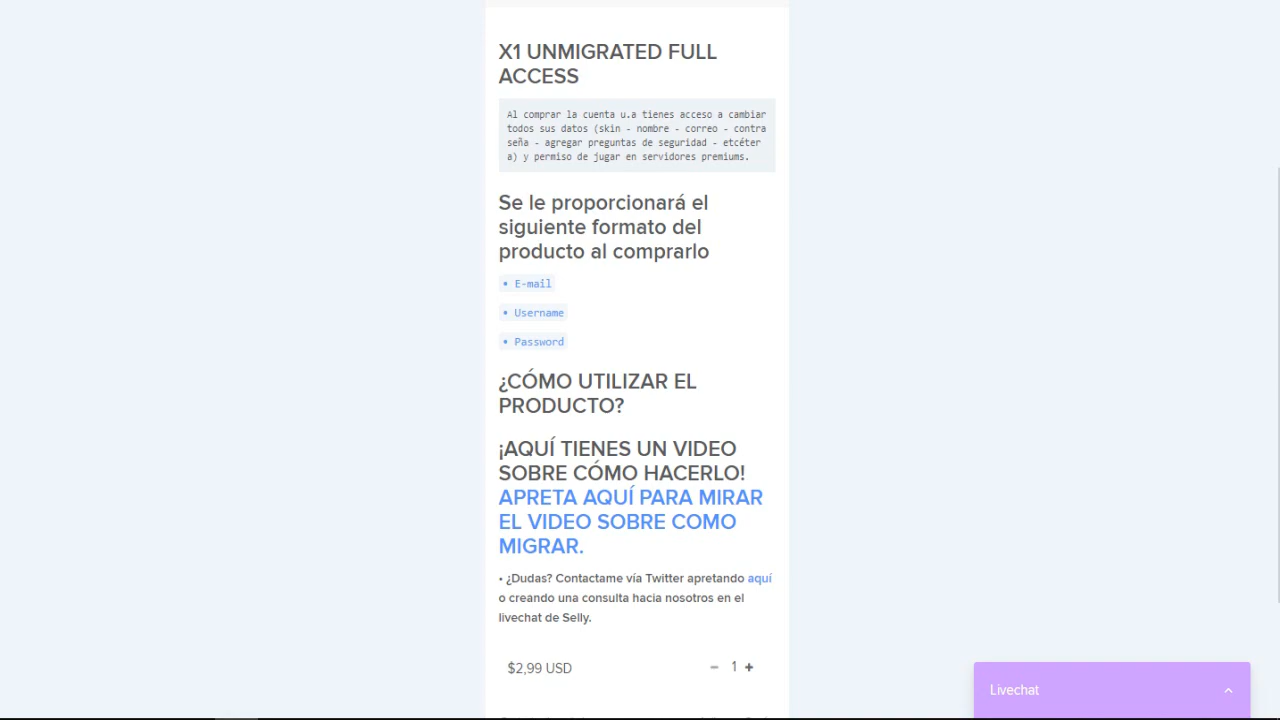 X1 UNMIGRATED FULL
ACCESS
Al comprar la cuenta u.a tienes acceso a cambiar
todos sus datos (skin - nombre - correo - contra
seña - agregar preguntas de seguridad - etcéter
a) y permiso de jugar en servidores premiums.
Se le proporcionará el
siguiente formato del
producto al comprarlo
• E-mail
• Username
• Password
¿CÓMO UTILIZAR EL
PRODUCTO?
¡AQUÍ TIENES UN VIDEO
SOBRE CÓMO HACERLO!
APRETA AQUÍ PARA MIRAR
EL VIDEO SOBRE COMO
MIGRAR.
• ¿Dudas? Contactame vía Twitter apretando aquí
o creando una consulta hacia nosotros en el
livechat de Selly.
$2,99 USD − 1 +
Livechat